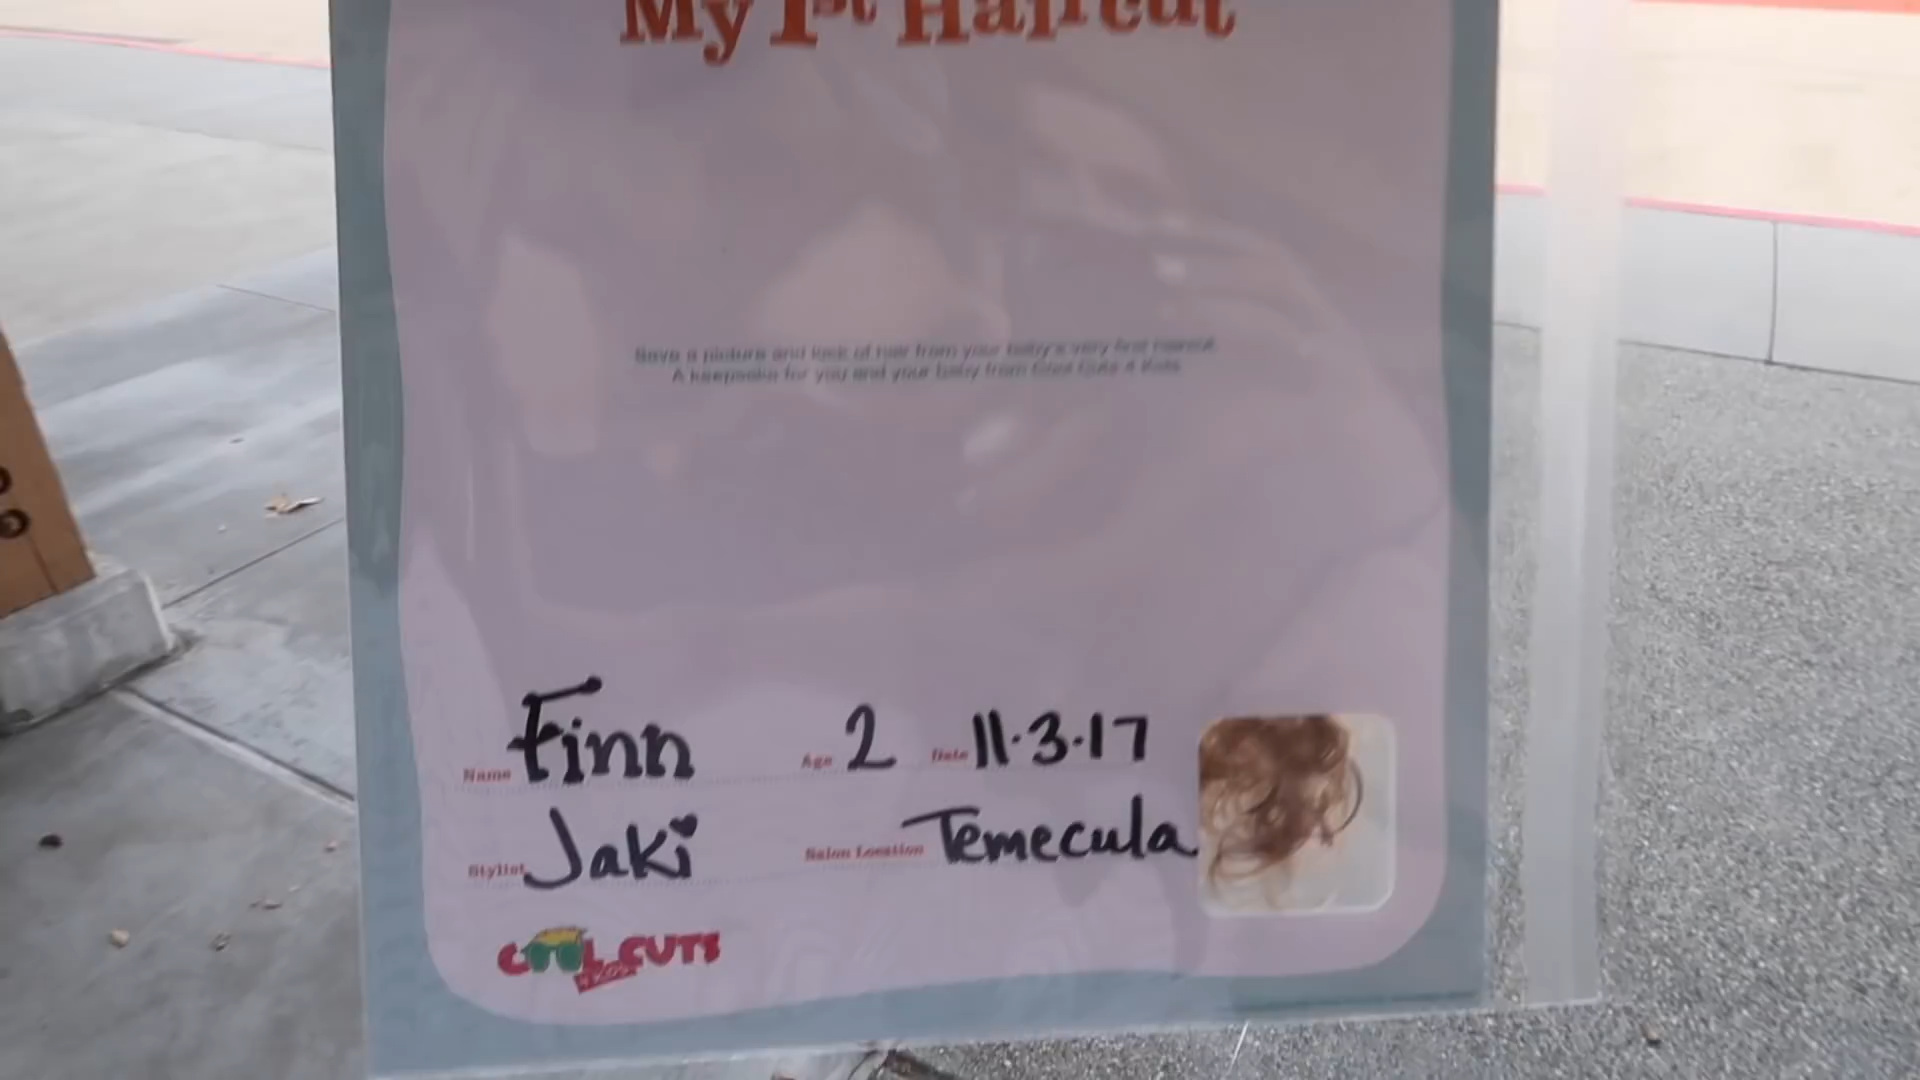 My 1st Haircut
Save a picture and lock of hair from your baby's very first haircut.
A keepsake for you and your baby from Cool Cuts 4 Kids
Name Finn Age 2 Date 11.3.17
Stylist Jaki Salon Location Temecula
COOL CUTS